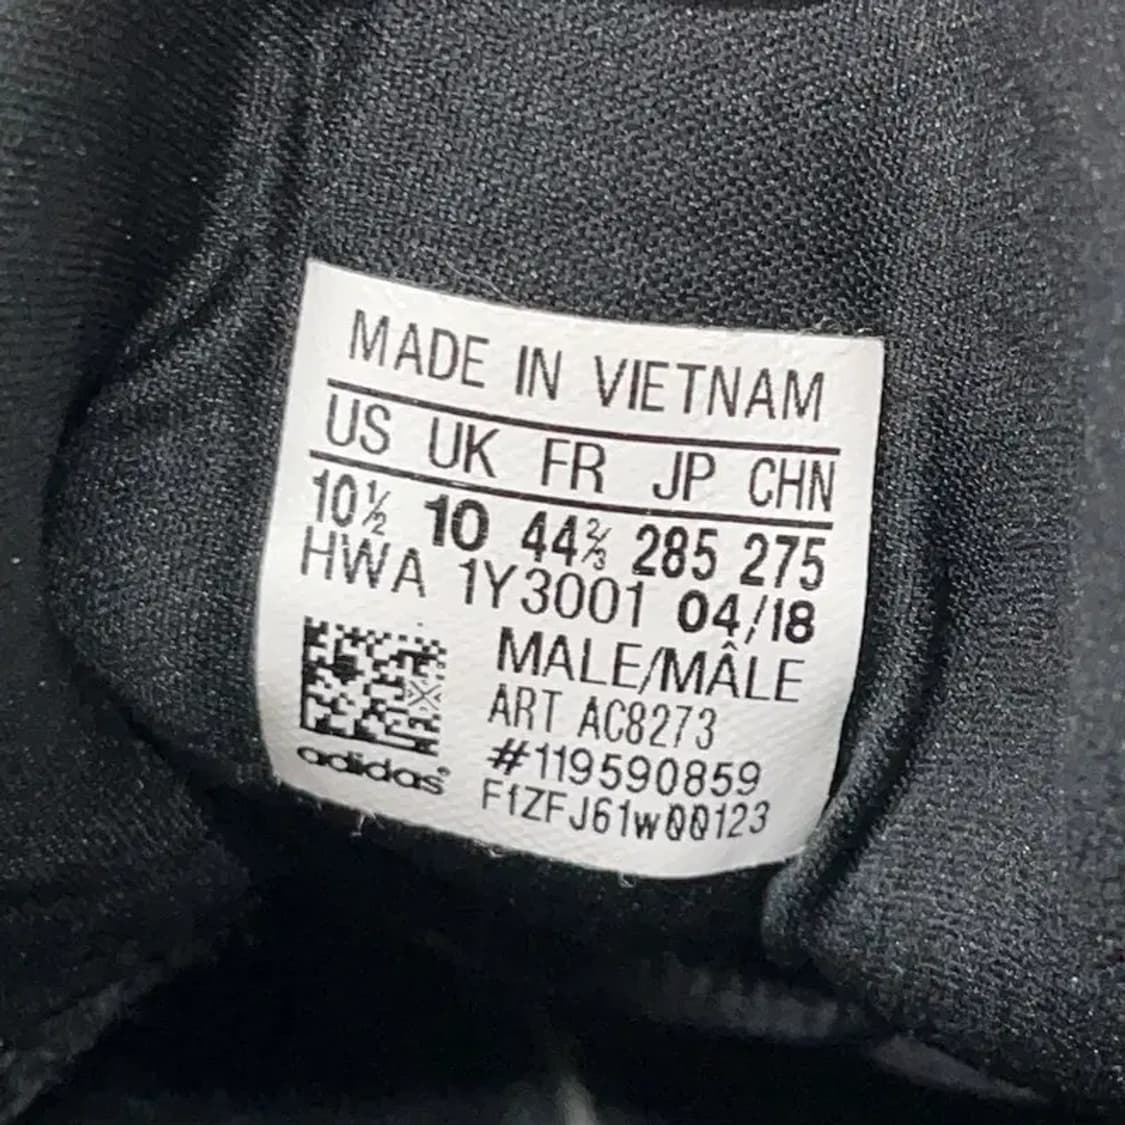 MADE IN VIETNAM
US UK FR JP CHN
10½ 10 44⅔ 285 275
HWA 1Y3001 04/18
MALE/MÂLE
ART AC8273
#119590859
FfZFJ61w00123
adidas